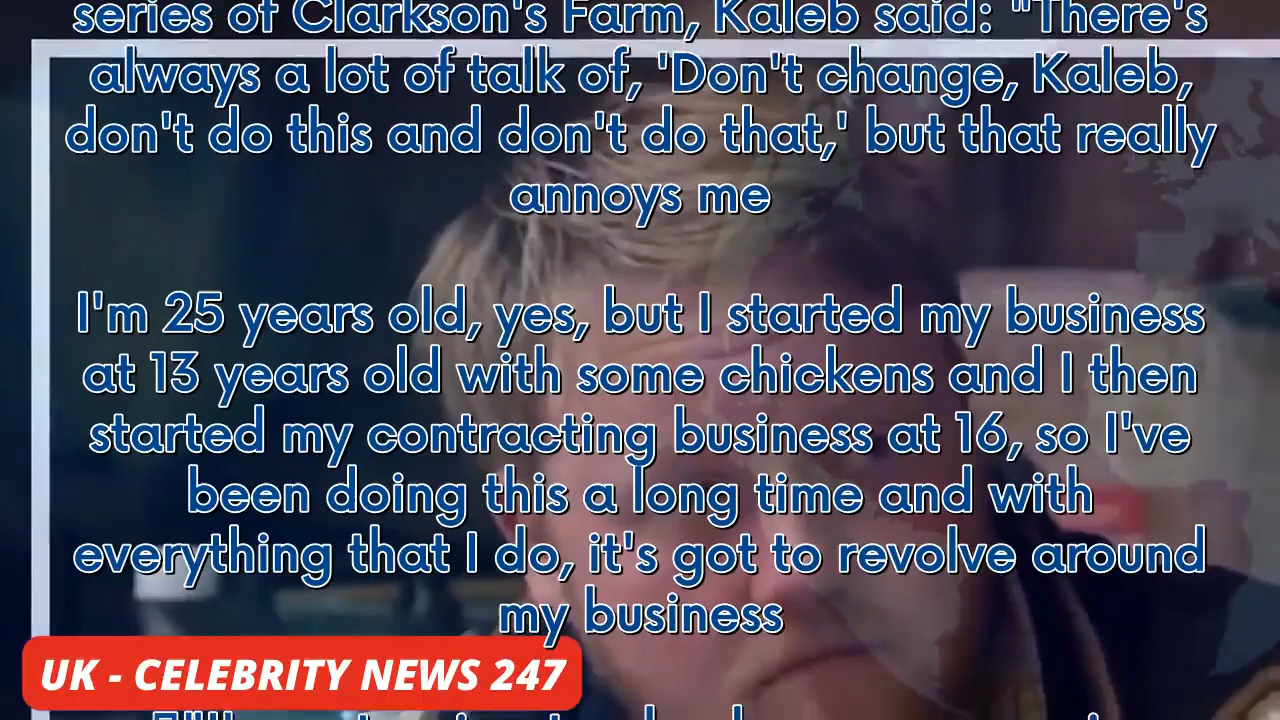 series of Clarkson's Farm, Kaleb said: "There's
always a lot of talk of, 'Don't change, Kaleb,
don't do this and don't do that,' but that really
annoys me
I'm 25 years old, yes, but I started my business
at 13 years old with some chickens and I then
started my contracting business at 16, so I've
been doing this a long time and with
everything that I do, it's got to revolve around
my business
UK - CELEBRITY NEWS 247